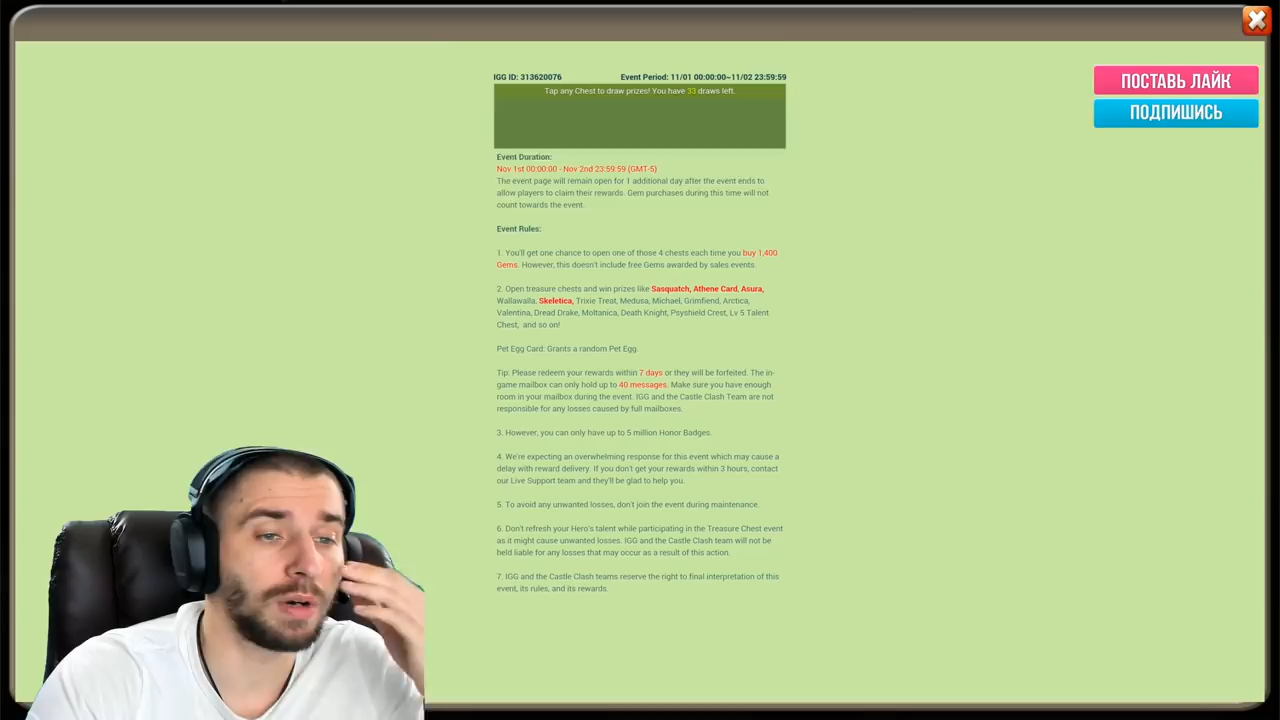 IGG ID: 313620076
Event Period: 11/01 00:00:00~11/02 23:59:59
Tap any Chest to draw prizes! You have 33 draws left.
Event Duration:
Nov 1st 00:00:00 - Nov 2nd 23:59:59 (GMT-5)
The event page will remain open for 1 additional day after the event ends to
allow players to claim their rewards. Gem purchases during this time will not
count towards the event.
Event Rules:
1. You'll get one chance to open one of those 4 chests each time you buy 1,400
Gems. However, this doesn't include free Gems awarded by sales events.
2. Open treasure chests and win prizes like Sasquatch, Athene Card, Asura,
Wallawalla, Skeletica, Trixie Treat, Medusa, Michael, Grimfiend, Arctica,
Valentina, Dread Drake, Moltanica, Death Knight, Psyshield Crest, Lv 5 Talent
Chest, and so on!
Pet Egg Card: Grants a random Pet Egg.
Tip: Please redeem your rewards within 7 days or they will be forfeited. The in-
game mailbox can only hold up to 40 messages. Make sure you have enough
room in your mailbox during the event. IGG and the Castle Clash Team are not
responsible for any losses caused by full mailboxes.
3. However, you can only have up to 5 million Honor Badges.
4. We're expecting an overwhelming response for this event which may cause a
delay with reward delivery. If you don't get your rewards within 3 hours, contact
our Live Support team and they'll be glad to help you.
5. To avoid any unwanted losses, don't join the event during maintenance.
6. Don't refresh your Hero's talent while participating in the Treasure Chest event
as it might cause unwanted losses. IGG and the Castle Clash team will not be
held liable for any losses that may occur as a result of this action.
7. IGG and the Castle Clash teams reserve the right to final interpretation of this
event, its rules, and its rewards.
ПОСТАВЬ ЛАЙК
ПОДПИШИСЬ